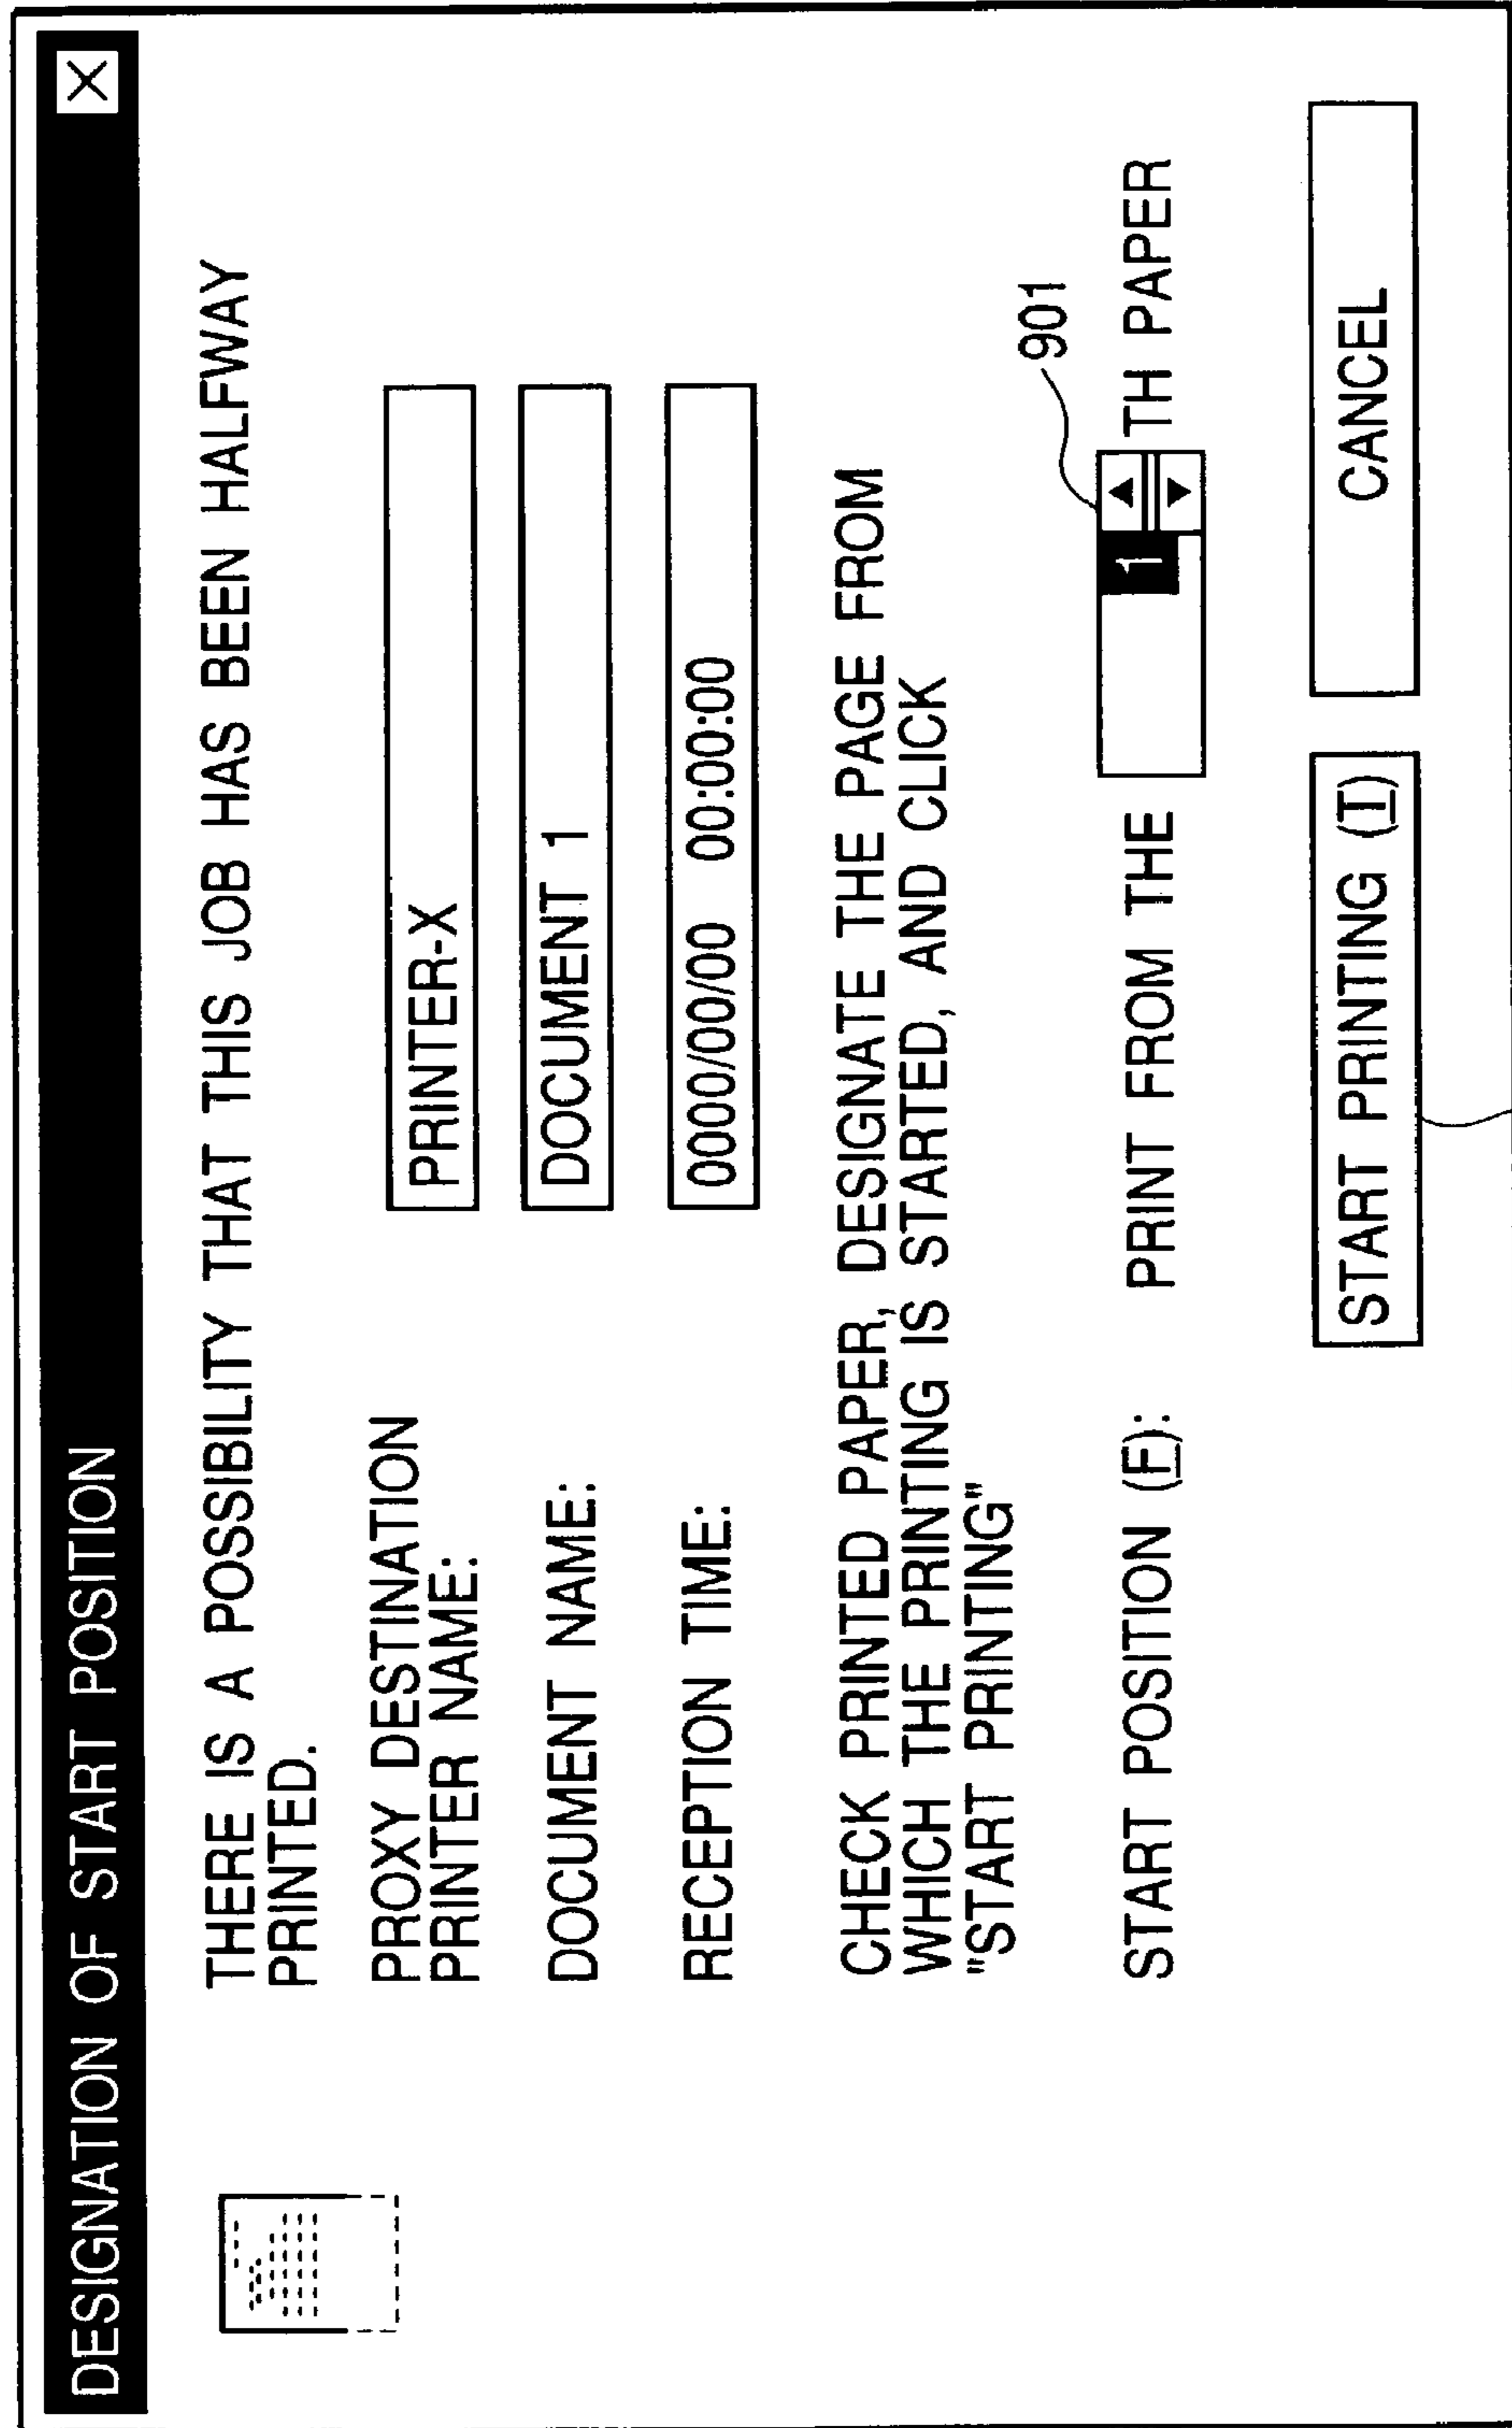 DESIGNATION OF START POSITION X
THERE IS A POSSIBILITY THAT THIS JOB HAS BEEN HALFWAY
PRINTED.
PROXY DESTINATION
PRINTER NAME: PRINTER-X
DOCUMENT NAME: DOCUMENT 1
RECEPTION TIME: 0000/00/00 00:00:00
CHECK PRINTED PAPER, DESIGNATE THE PAGE FROM
WHICH THE PRINTING IS STARTED, AND CLICK
"START PRINTING"
901
START POSITION (F): PRINT FROM THE 1 TH PAPER
START PRINTING (T) CANCEL